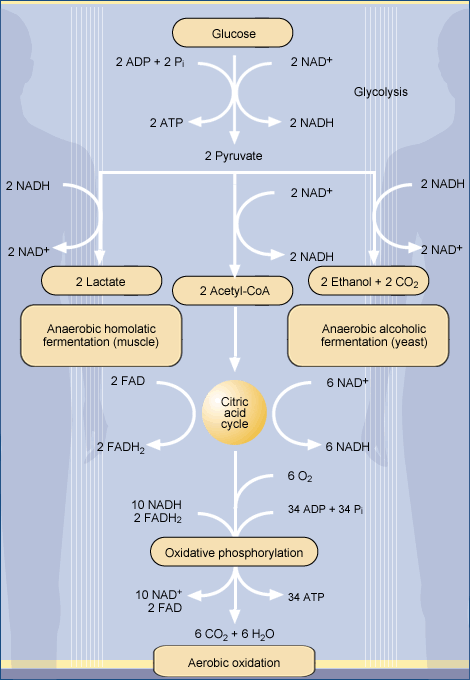 Glucose
2 ADP + 2 Pi
2 NAD+
Glycolysis
2 ATP
2 NADH
2 Pyruvate
2 NADH
2 NAD+
2 NADH
2 NAD+
2 NADH
2 NAD+
2 Lactate
2 Acetyl-CoA
2 Ethanol + 2 CO2
Anaerobic homolatic
fermentation (muscle)
Anaerobic alcoholic
fermentation (yeast)
2 FAD
6 NAD+
Citric
acid
cycle
2 FADH2
6 NADH
6 O2
10 NADH
2 FADH2
34 ADP + 34 Pi
Oxidative phosphorylation
10 NAD+
2 FAD
34 ATP
6 CO2 + 6 H2O
Aerobic oxidation